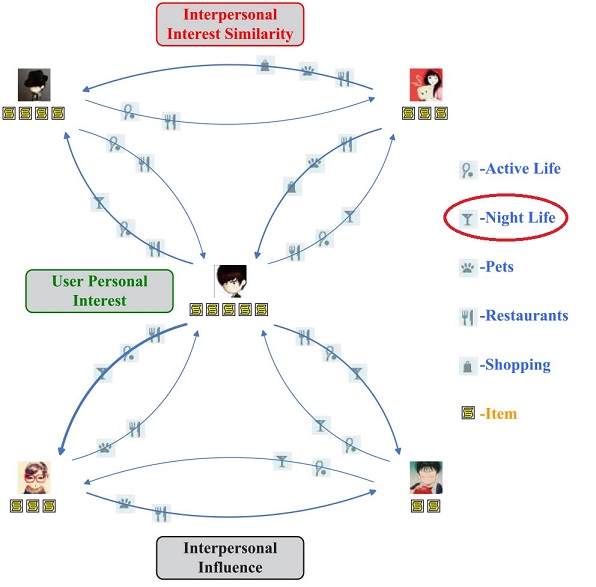 Interpersonal
Interest Similarity
-Active Life
-Night Life
User Personal
Interest
-Pets
-Restaurants
-Shopping
-Item
Interpersonal
Influence